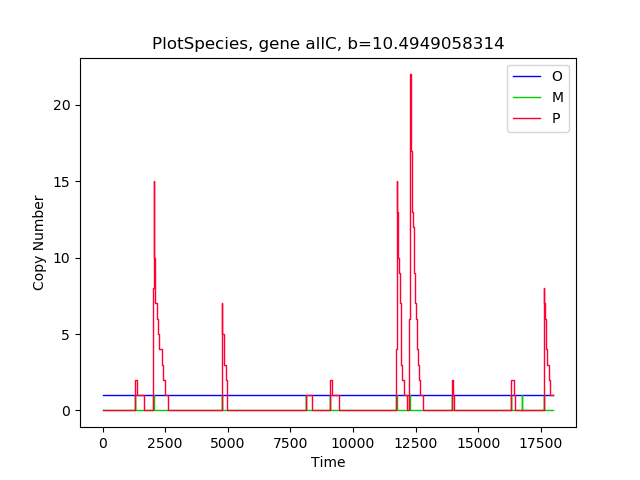 PlotSpecies, gene allC, b=10.4949058314
O
M
P
20
15
10
5
0
Copy Number
0 2500 5000 7500 10000 12500 15000 17500
Time